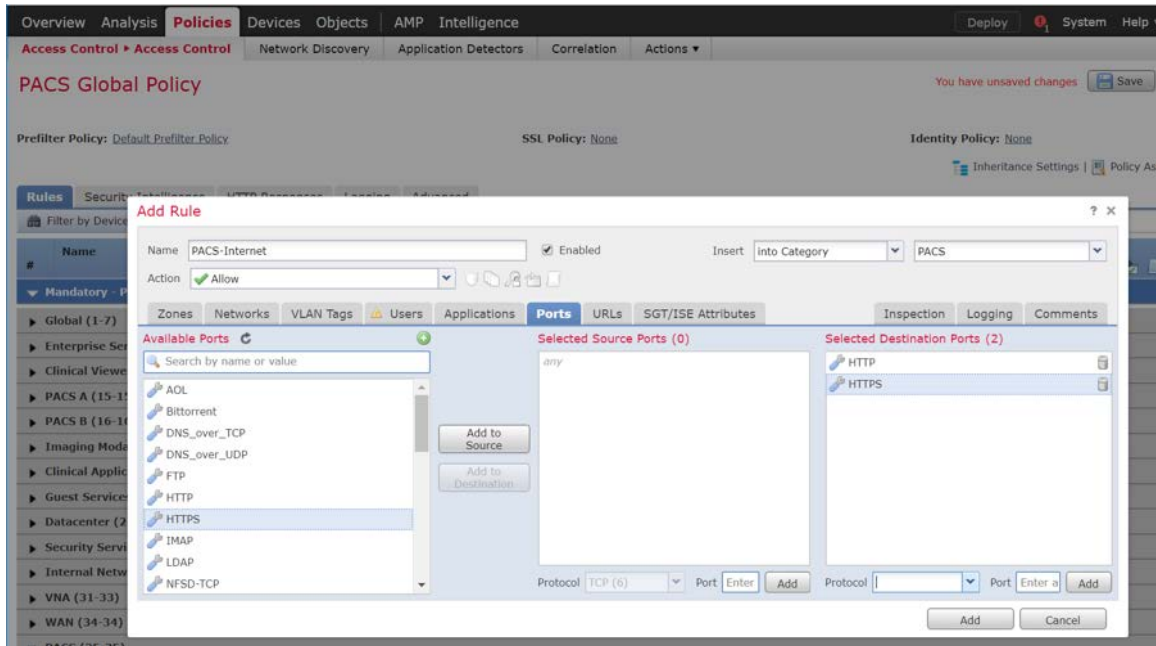 Overview Analysis Policies Devices Objects AMP Intelligence Deploy 1 System Help
Access Control ▸ Access Control Network Discovery Application Detectors Correlation Actions ▾
PACS Global Policy You have unsaved changes Save
Prefilter Policy: Default Prefilter Policy SSL Policy: None Identity Policy: None
Inheritance Settings | Policy As
Rules Security Intelligence HTTP Responses Logging Advanced
Filter by Device
Add Rule ? ×
Name
#
Name PACS-Internet Enabled Insert into Category PACS
Action Allow
Mandatory - P
Zones Networks VLAN Tags Users Applications Ports URLs SGT/ISE Attributes Inspection Logging Comments
Global (1-7)
Enterprise Ser
Clinical Viewe
PACS A (15-1
PACS B (16-1
Imaging Moda
Clinical Applic
Guest Service
Datacenter (2
Security Servi
Internal Netw
VNA (31-33)
WAN (34-34)
Available Ports Selected Source Ports (0) Selected Destination Ports (2)
Search by name or value any HTTP
HTTPS
AOL
Bittorrent
DNS_over_TCP
DNS_over_UDP
FTP
HTTP
HTTPS
IMAP
LDAP
NFSD-TCP
Add to
Source
Add to
Destination
Protocol TCP (6) Port Enter Add Protocol Port Enter a Add
Add Cancel